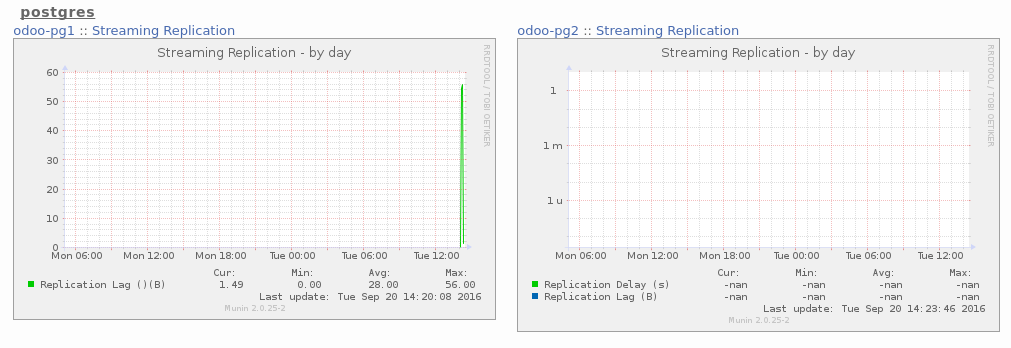 postgres
odoo-pg1 :: Streaming Replication
Streaming Replication - by day
RRDTOOL / TOBI OETIKER
60
50
40
30
20
10
0
Mon 06:00 Mon 12:00 Mon 18:00 Tue 00:00 Tue 06:00 Tue 12:00
Cur: Min: Avg: Max:
Replication Lag ()(B) 1.49 0.00 28.00 56.00
Last update: Tue Sep 20 14:20:08 2016
Munin 2.0.25-2
odoo-pg2 :: Streaming Replication
Streaming Replication - by day
RRDTOOL / TOBI OETIKER
1
1 m
1 u
Mon 06:00 Mon 12:00 Mon 18:00 Tue 00:00 Tue 06:00 Tue 12:00
Cur: Min: Avg: Max:
Replication Delay (s) -nan -nan -nan -nan
Replication Lag (B) -nan -nan -nan -nan
Last update: Tue Sep 20 14:23:46 2016
Munin 2.0.25-2